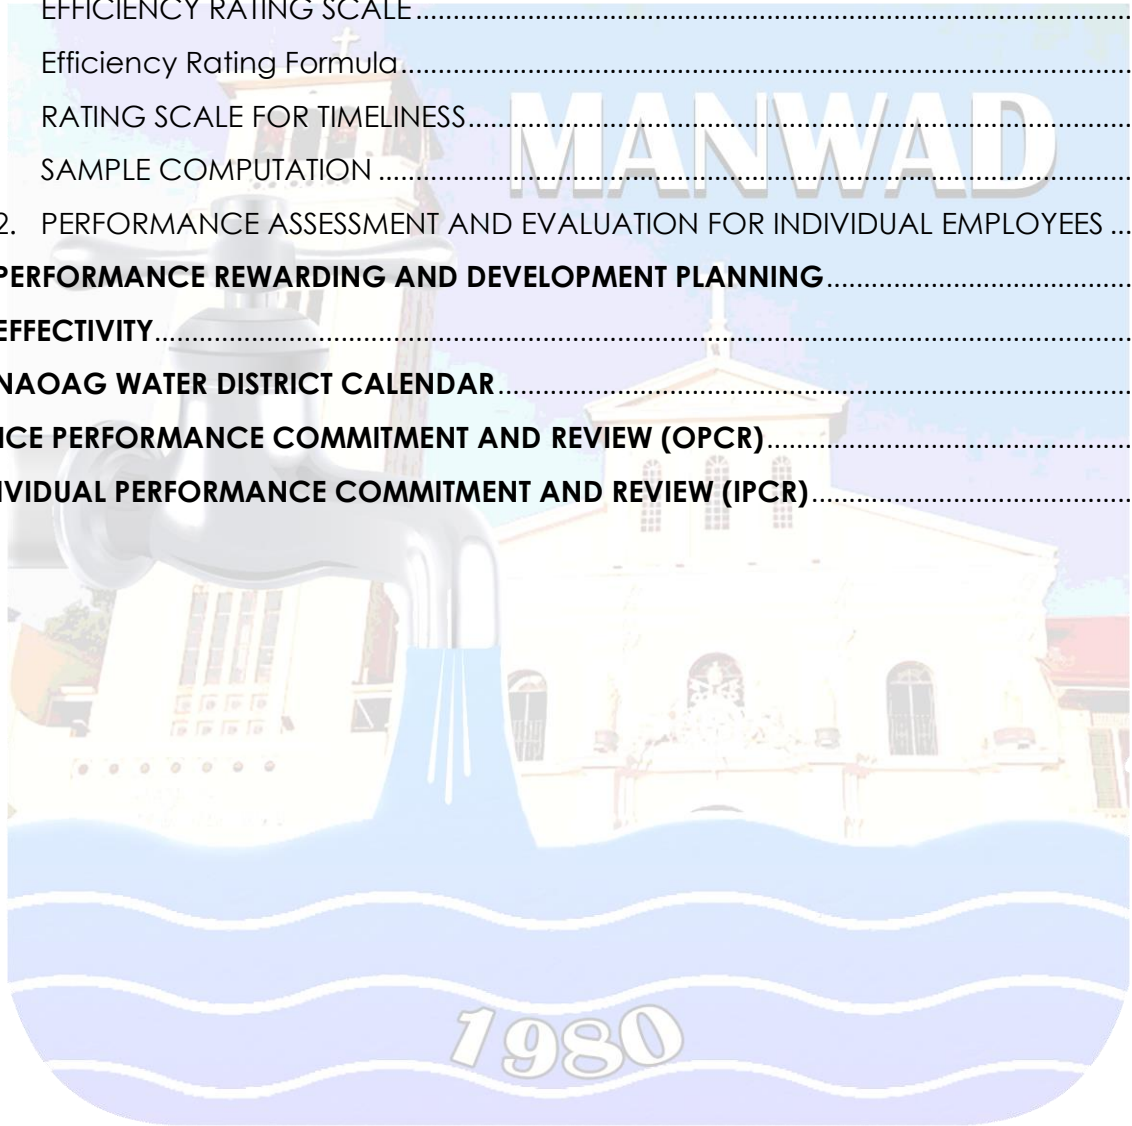 EFFICIENCY RATING SCALE
Efficiency Rating Formula
RATING SCALE FOR TIMELINESS
MANWAD
SAMPLE COMPUTATION
2. PERFORMANCE ASSESSMENT AND EVALUATION FOR INDIVIDUAL EMPLOYEES ...
PERFORMANCE REWARDING AND DEVELOPMENT PLANNING
EFFECTIVITY
NAOAG WATER DISTRICT CALENDAR
ICE PERFORMANCE COMMITMENT AND REVIEW (OPCR)
IVIDUAL PERFORMANCE COMMITMENT AND REVIEW (IPCR)
1980